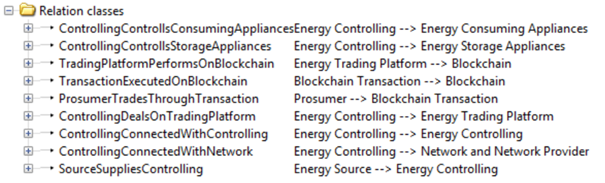 Relation classes
ControllingControllsConsumingAppliances Energy Controlling --> Energy Consuming Appliances
ControllingControllsStorageAppliances Energy Controlling --> Energy Storage Appliances
TradingPlatformPerformsOnBlockchain Energy Trading Platform --> Blockchain
TransactionExecutedOnBlockchain Blockchain Transaction --> Blockchain
ProsumerTradesThroughTransaction Prosumer --> Blockchain Transaction
ControllingDealsOnTradingPlatform Energy Controlling --> Energy Trading Platform
ControllingConnectedWithControlling Energy Controlling --> Energy Controlling
ControllingConnectedWithNetwork Energy Controlling --> Network and Network Provider
SourceSuppliesControlling Energy Source --> Energy Controlling